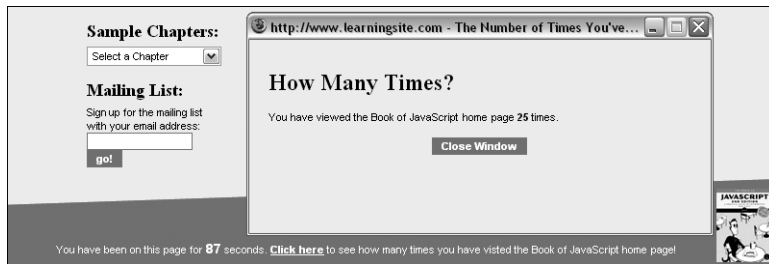 Sample Chapters:
Select a Chapter
Mailing List:
Sign up for the mailing list
with your email address:
go!
http://www.learningsite.com - The Number of Times You've...
How Many Times?
You have viewed the Book of JavaScript home page 25 times.
Close Window
JAVASCRIPT
You have been on this page for 87 seconds. Click here to see how many times you have visted the Book of JavaScript home page!